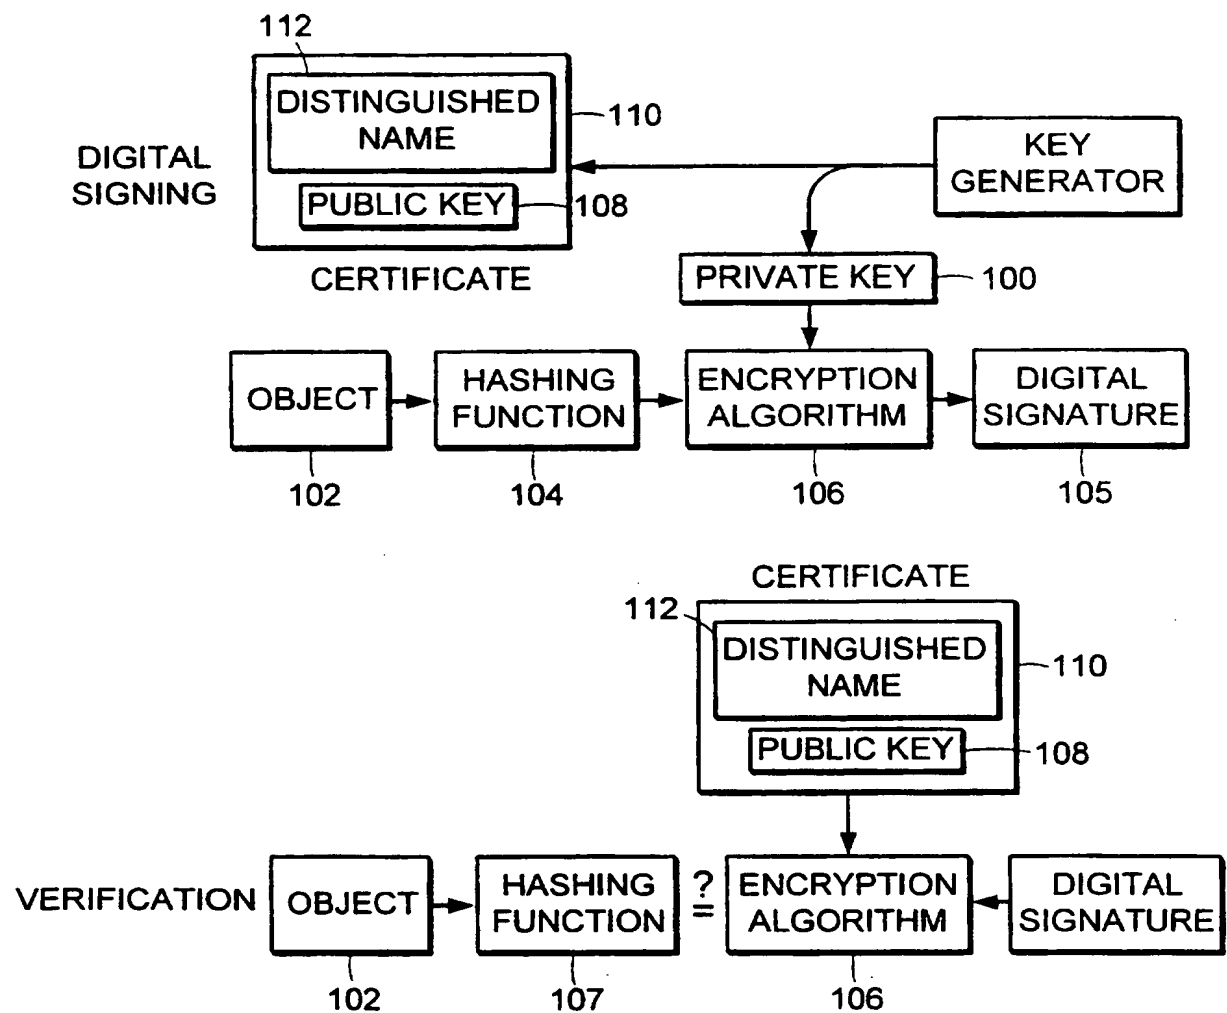 112
DISTINGUISHED
NAME
110
KEY
GENERATOR
DIGITAL
SIGNING
PUBLIC KEY
108
CERTIFICATE
PRIVATE KEY
100
OBJECT
HASHING
FUNCTION
ENCRYPTION
ALGORITHM
DIGITAL
SIGNATURE
102
104
106
105
CERTIFICATE
112
DISTINGUISHED
NAME
110
PUBLIC KEY
108
VERIFICATION
OBJECT
HASHING
FUNCTION
?
=
ENCRYPTION
ALGORITHM
DIGITAL
SIGNATURE
102
107
106